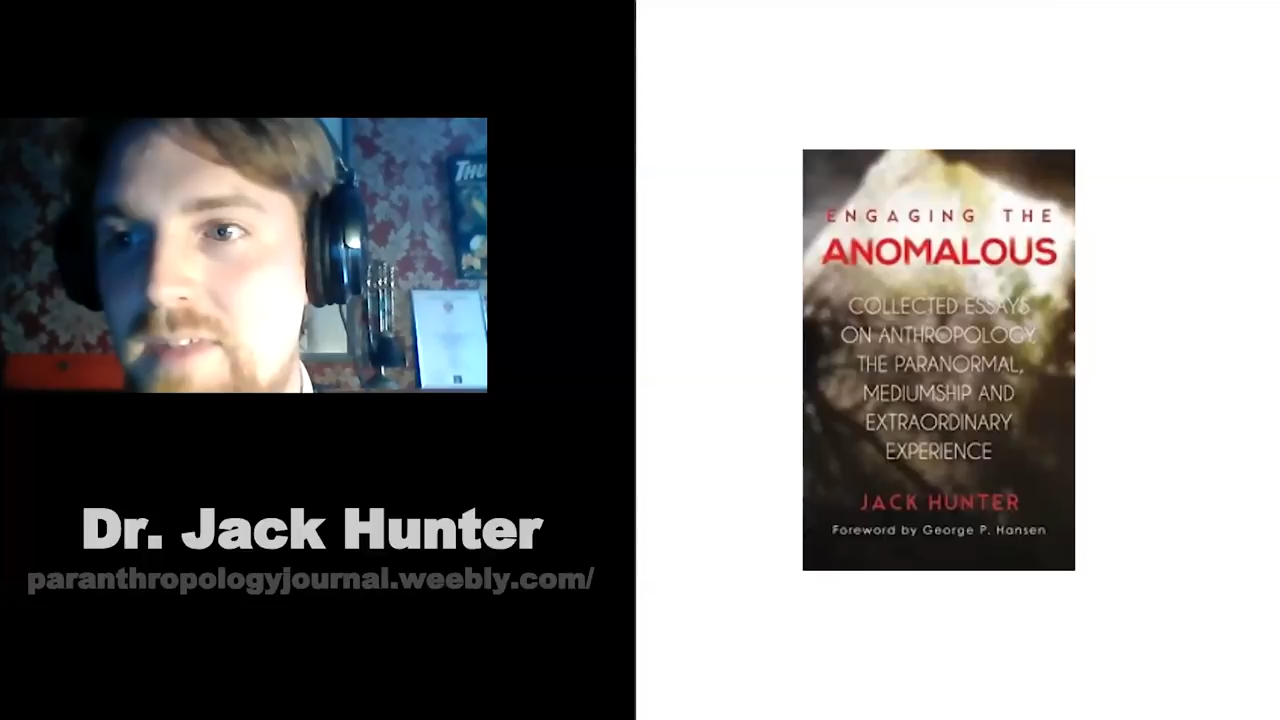 THU
Dr. Jack Hunter
paranthropologyjournal.weebly.com/
ENGAGING THE
ANOMALOUS
COLLECTED ESSAYS
ON ANTHROPOLOGY,
THE PARANORMAL,
MEDIUMSHIP AND
EXTRAORDINARY
EXPERIENCE
JACK HUNTER
Foreword by George P. Hansen